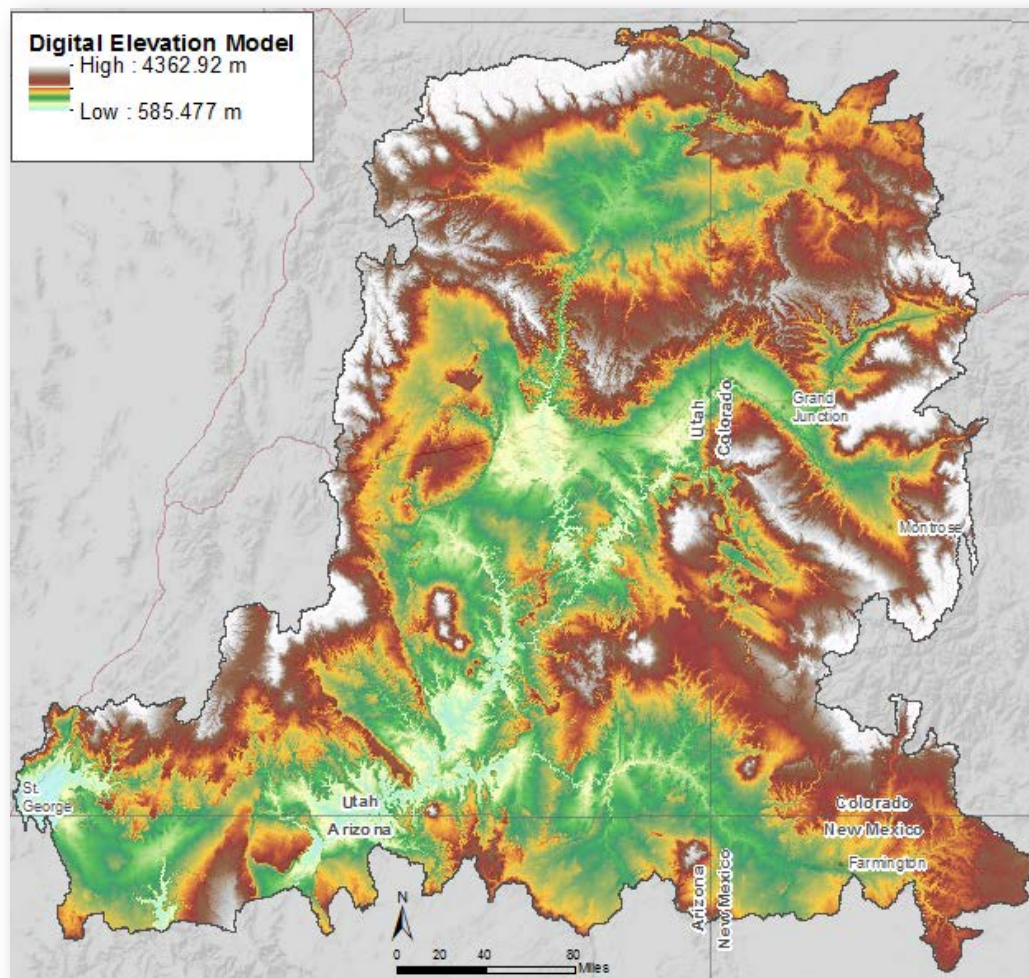 Digital Elevation Model
High : 4362.92 m
Low : 585.477 m
Utah
Colorado
Grand
Junction
Montrose
St.
George
Utah
Arizona
Colorado
New Mexico
Farmington
Arizona
New Mexico
N
0 20 40 80
Miles